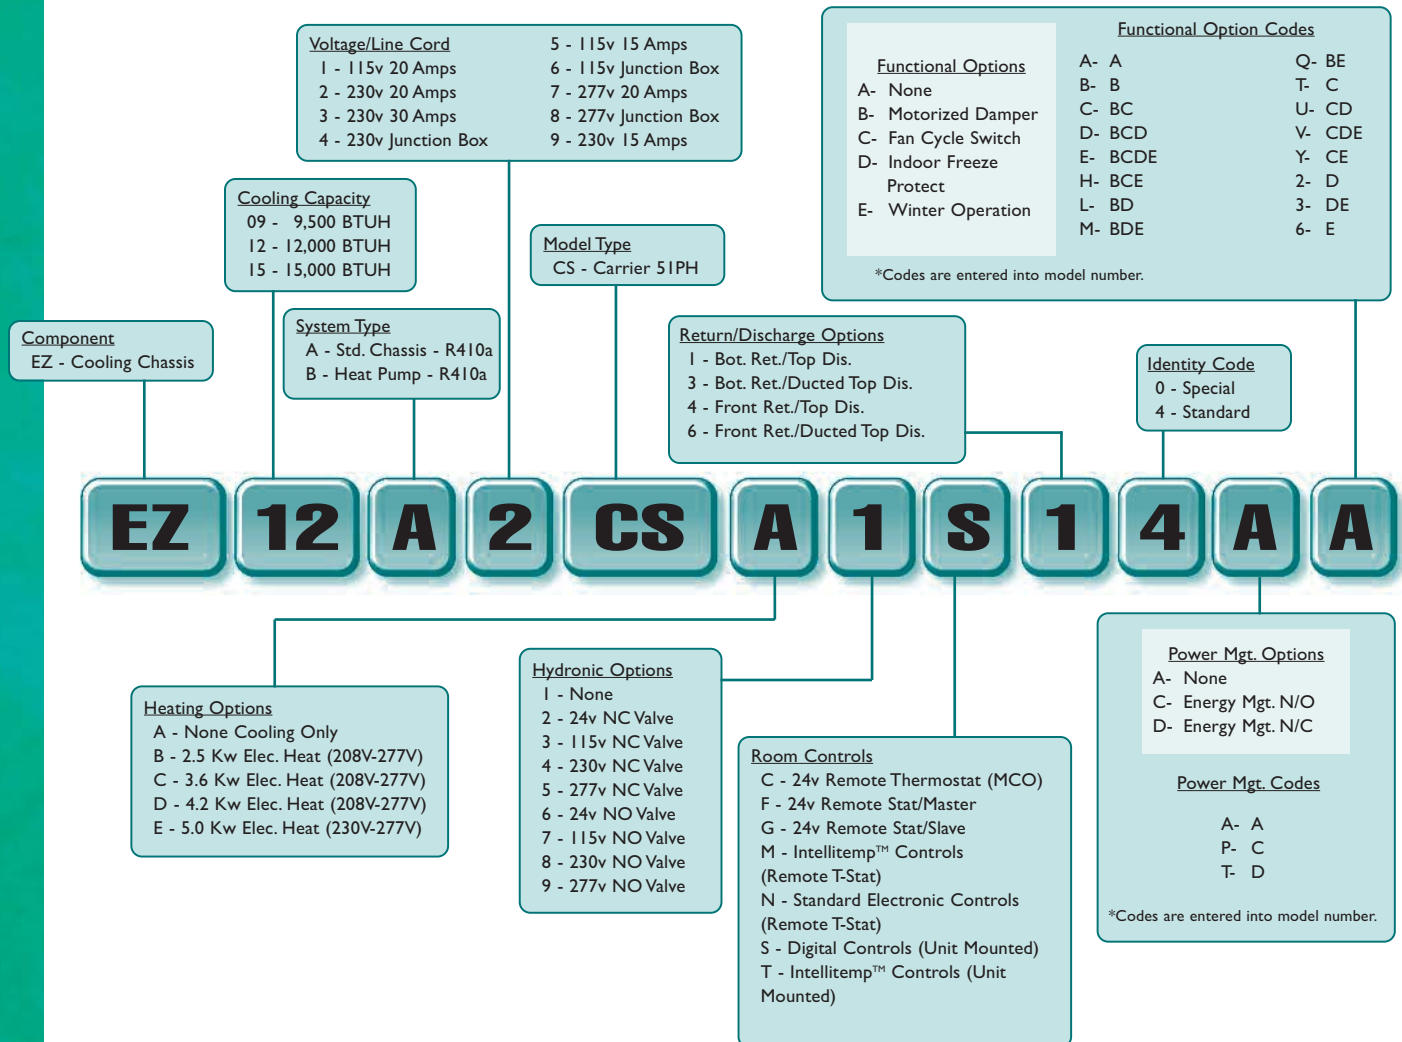 Voltage/Line Cord
1 - 115v 20 Amps
2 - 230v 20 Amps
3 - 230v 30 Amps
4 - 230v Junction Box
5 - 115v 15 Amps
6 - 115v Junction Box
7 - 277v 20 Amps
8 - 277v Junction Box
9 - 230v 15 Amps
Functional Options
A- None
B- Motorized Damper
C- Fan Cycle Switch
D- Indoor Freeze
Protect
E- Winter Operation
Functional Option Codes
A- A
B- B
C- BC
D- BCD
E- BCDE
H- BCE
L- BD
M- BDE
Q- BE
T- C
U- CD
V- CDE
Y- CE
2- D
3- DE
6- E
*Codes are entered into model number.
Cooling Capacity
09 - 9,500 BTUH
12 - 12,000 BTUH
15 - 15,000 BTUH
Model Type
CS - Carrier 51PH
Component
EZ - Cooling Chassis
System Type
A - Std. Chassis - R410a
B - Heat Pump - R410a
Return/Discharge Options
1 - Bot. Ret./Top Dis.
3 - Bot. Ret./Ducted Top Dis.
4 - Front Ret./Top Dis.
6 - Front Ret./Ducted Top Dis.
Identity Code
0 - Special
4 - Standard
EZ 12 A 2 CS A 1 S 1 4 A A
Heating Options
A - None Cooling Only
B - 2.5 Kw Elec. Heat (208V-277V)
C - 3.6 Kw Elec. Heat (208V-277V)
D - 4.2 Kw Elec. Heat (208V-277V)
E - 5.0 Kw Elec. Heat (230V-277V)
Hydronic Options
1 - None
2 - 24v NC Valve
3 - 115v NC Valve
4 - 230v NC Valve
5 - 277v NC Valve
6 - 24v NO Valve
7 - 115v NO Valve
8 - 230v NO Valve
9 - 277v NO Valve
Room Controls
C - 24v Remote Thermostat (MCO)
F - 24v Remote Stat/Master
G - 24v Remote Stat/Slave
M - Intellitemp™ Controls
(Remote T-Stat)
N - Standard Electronic Controls
(Remote T-Stat)
S - Digital Controls (Unit Mounted)
T - Intellitemp™ Controls (Unit
Mounted)
Power Mgt. Options
A- None
C- Energy Mgt. N/O
D- Energy Mgt. N/C
Power Mgt. Codes
A- A
P- C
T- D
*Codes are entered into model number.